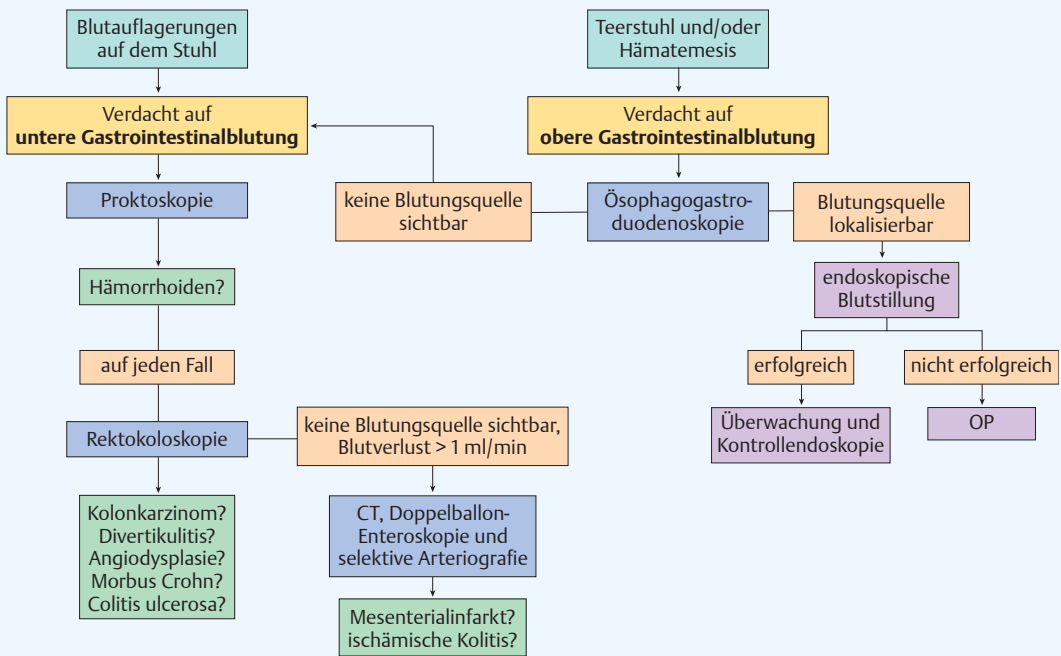 Blutauflagerungen
auf dem Stuhl
Teerstuhl und/oder
Hämatemesis
Verdacht auf
untere Gastrointestinalblutung
Verdacht auf
obere Gastrointestinalblutung
Proktoskopie
keine Blutungsquelle
sichtbar
Ösophagogastro-
duodenoskopie
Blutungsquelle
lokalisierbar
Hämorrhoiden?
endoskopische
Blutstillung
auf jeden Fall
erfolgreich
nicht erfolgreich
Rektokoloskopie
keine Blutungsquelle sichtbar,
Blutverlust > 1 ml/min
Überwachung und
Kontrollendoskopie
OP
Kolonkarzinom?
Divertikulitis?
Angiodysplasie?
Morbus Crohn?
Colitis ulcerosa?
CT, Doppelballon-
Enteroskopie und
selektive Arteriografie
Mesenterialinfarkt?
ischämische Kolitis?